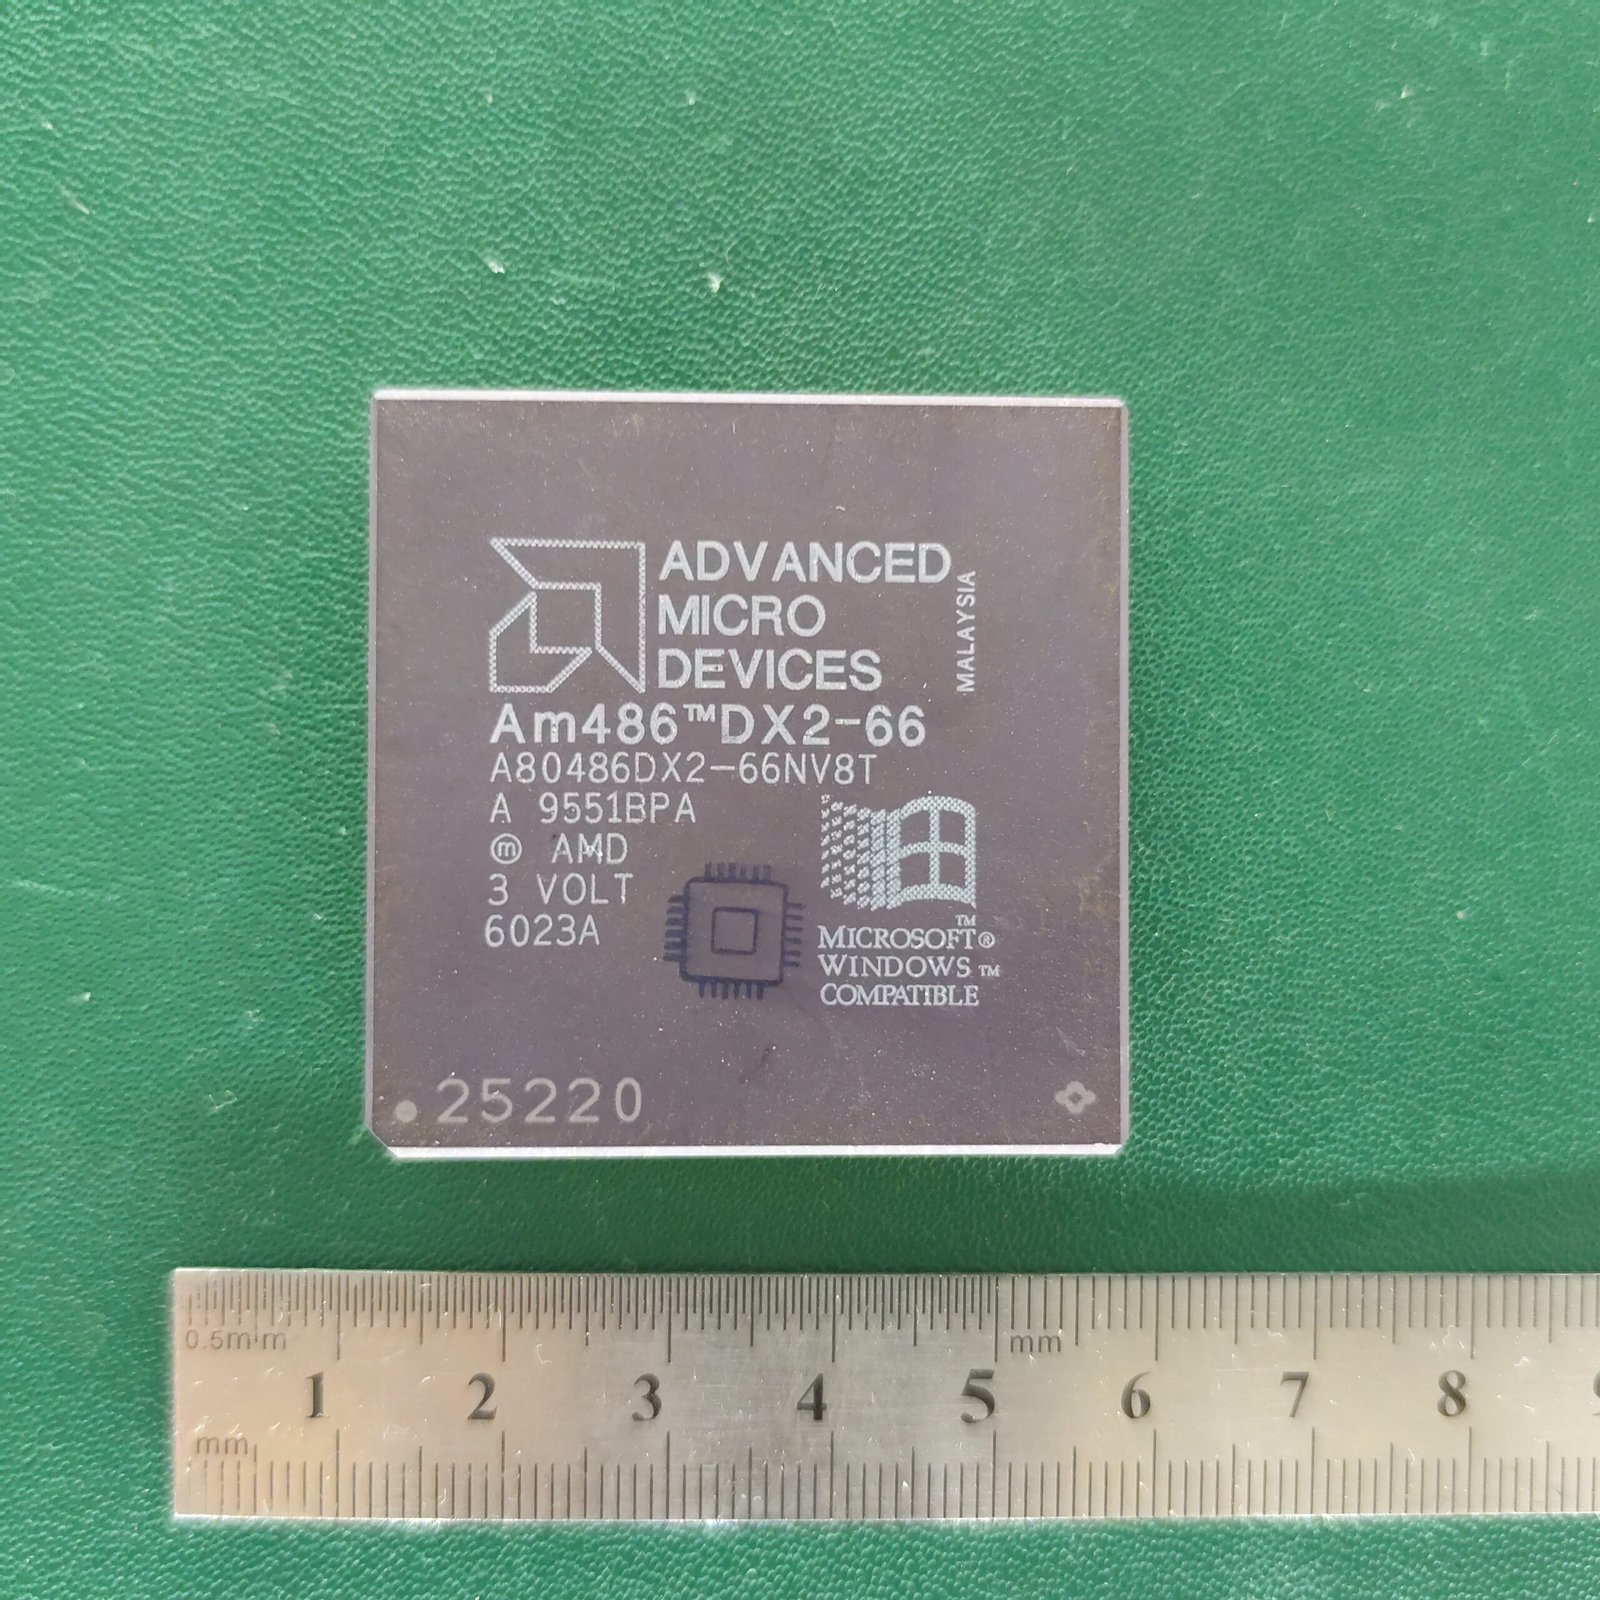 ADVANCED
MICRO
DEVICES
MALAYSIA
Am486™DX2-66
A80486DX2-66NV8T
A 9551BPA
ⓜ AMD
3 VOLT
6023A
™
MICROSOFT®
WINDOWS™
COMPATIBLE
25220
0.5mm
mm
1 2 3 4 5 6 7 8
mm